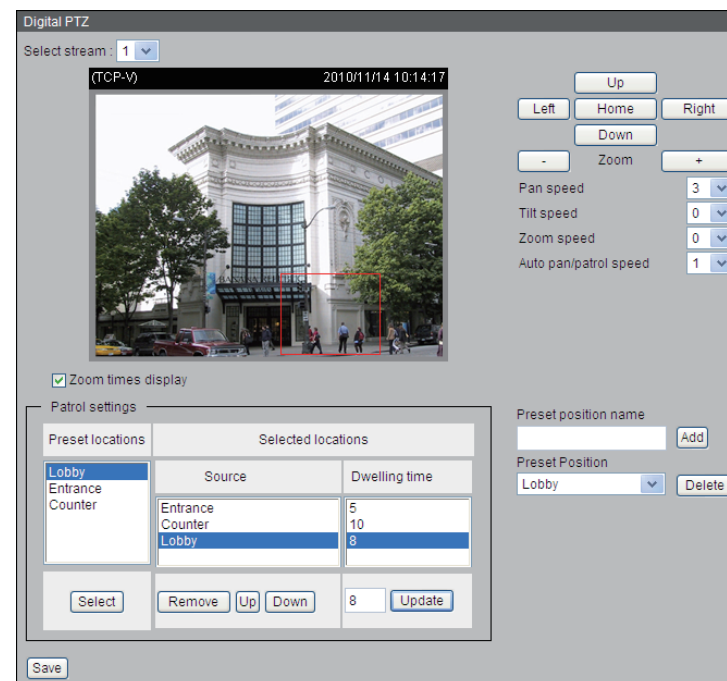 Digital PTZ
Select stream : 1
(TCP-V) 2010/11/14 10:14:17
Up
Left Home Right
Down
- Zoom +
Pan speed 3
Tilt speed 0
Zoom speed 0
Auto pan/patrol speed 1
Zoom times display
Patrol settings
Preset locations Selected locations
Lobby
Entrance
Counter
Source Dwelling time
Entrance 5
Counter 10
Lobby 8
Select Remove Up Down 8 Update
Preset position name
Add
Preset Position
Lobby Delete
Save